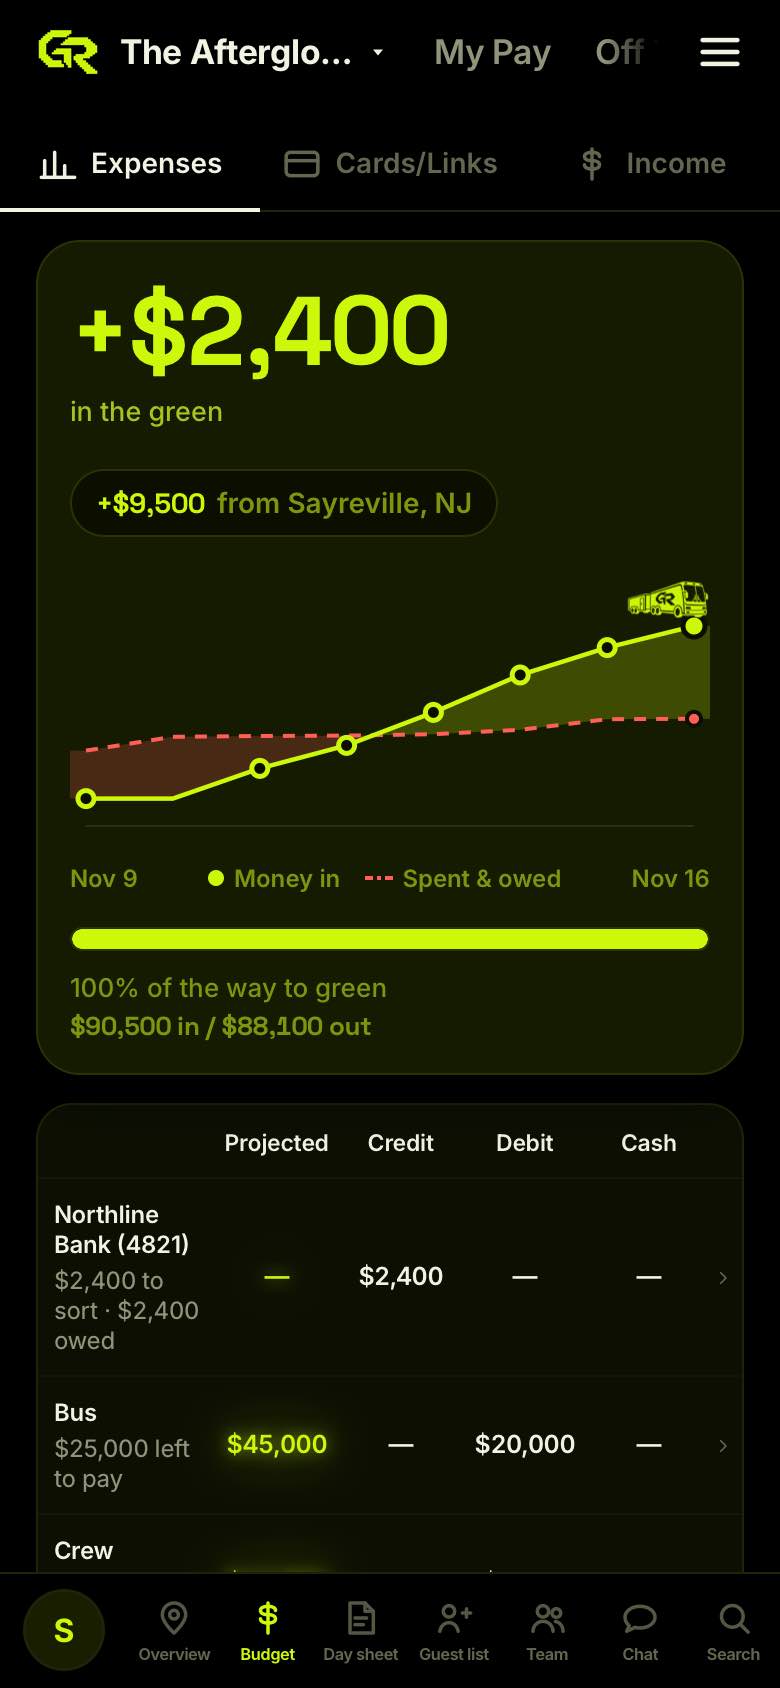 GR The Afterglo... My Pay Off
Expenses Cards/Links $ Income
+$2,400
in the green
+$9,500 from Sayreville, NJ
GR
Nov 9 Money in Spent & owed Nov 16
100% of the way to green
$90,500 in / $88,100 out
Projected Credit Debit Cash
Northline
Bank (4821)
$2,400 to
sort · $2,400
owed
— $2,400 — —
Bus
$25,000 left
to pay
$45,000 — $20,000 —
Crew
S
Overview Budget Day sheet Guest list Team Chat Search